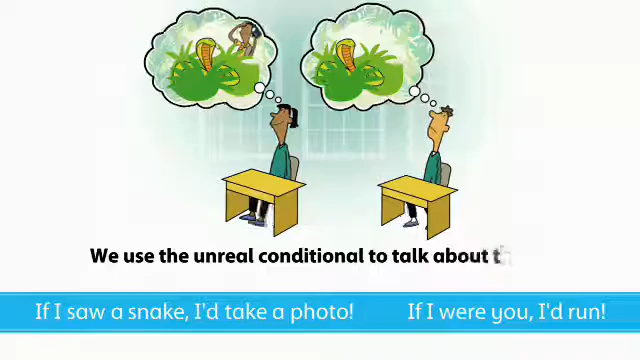 We use the unreal conditional to talk about
If I saw a snake, I'd take a photo!
If I were you, I'd run!